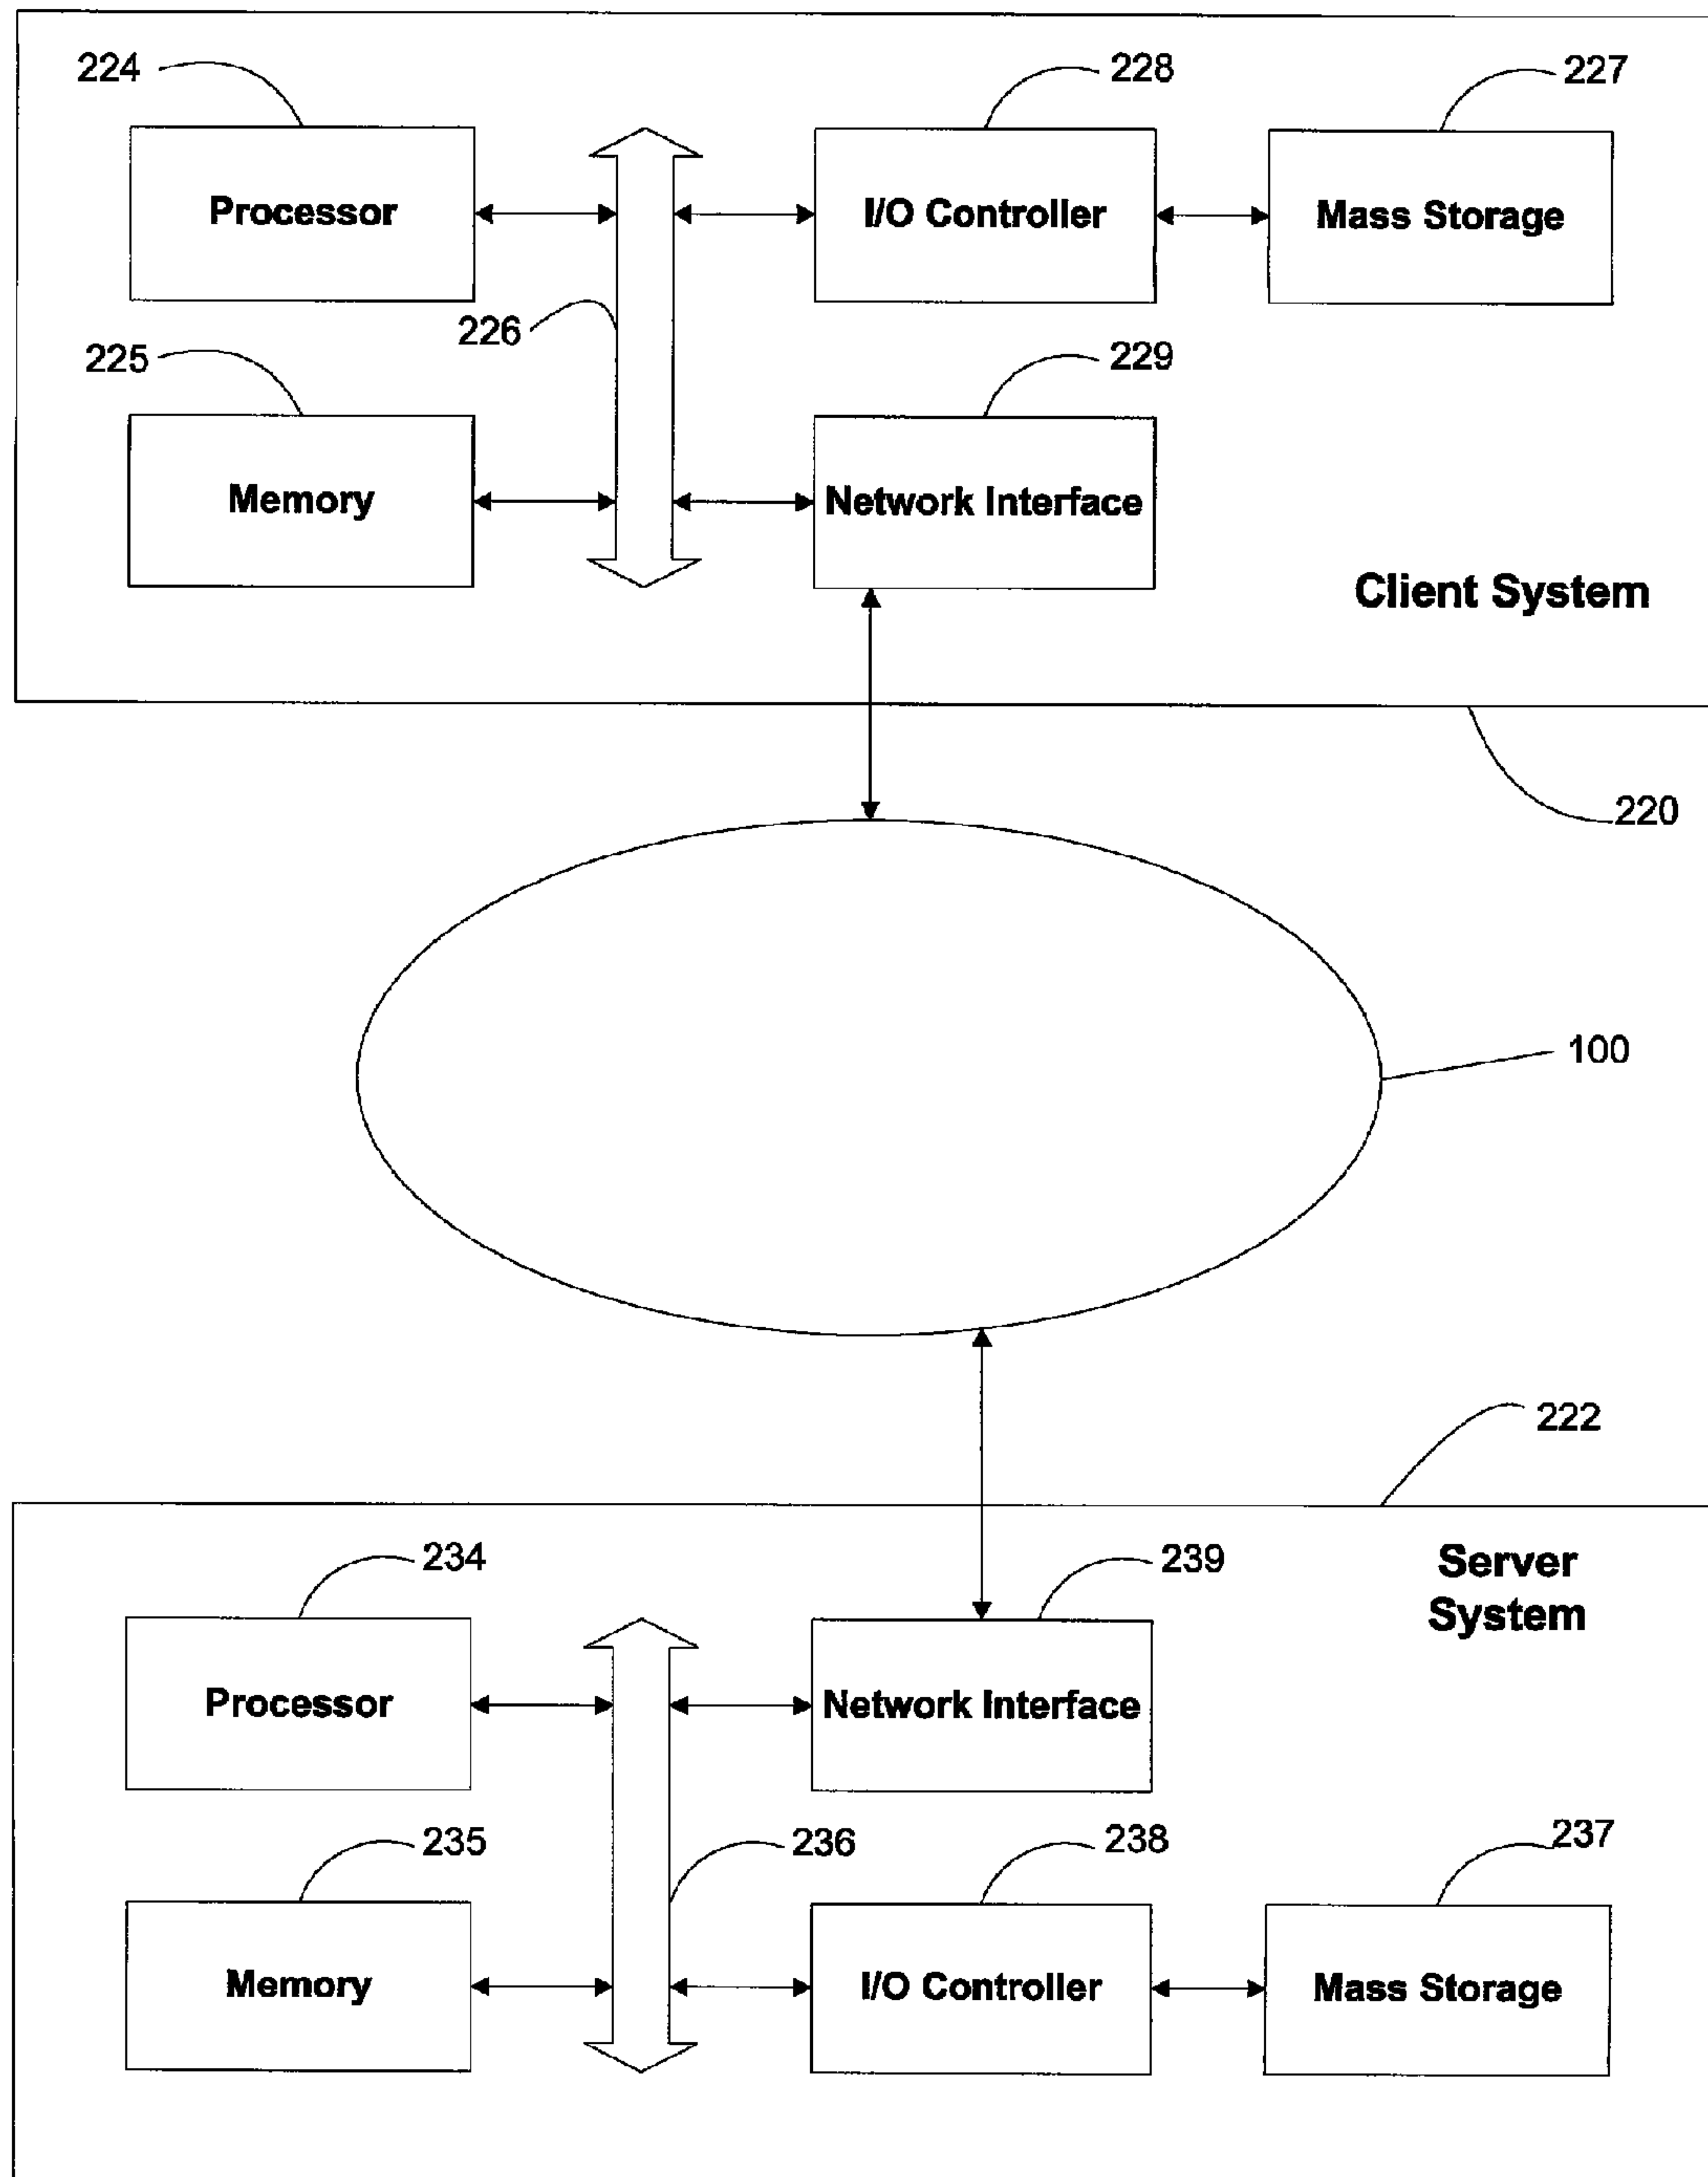 224
228
227
Processor
I/O Controller
Mass Storage
226
225
229
Memory
Network Interface
Client System
220
100
222
234
239
Server
System
Processor
Network Interface
235
236
238
237
Memory
I/O Controller
Mass Storage